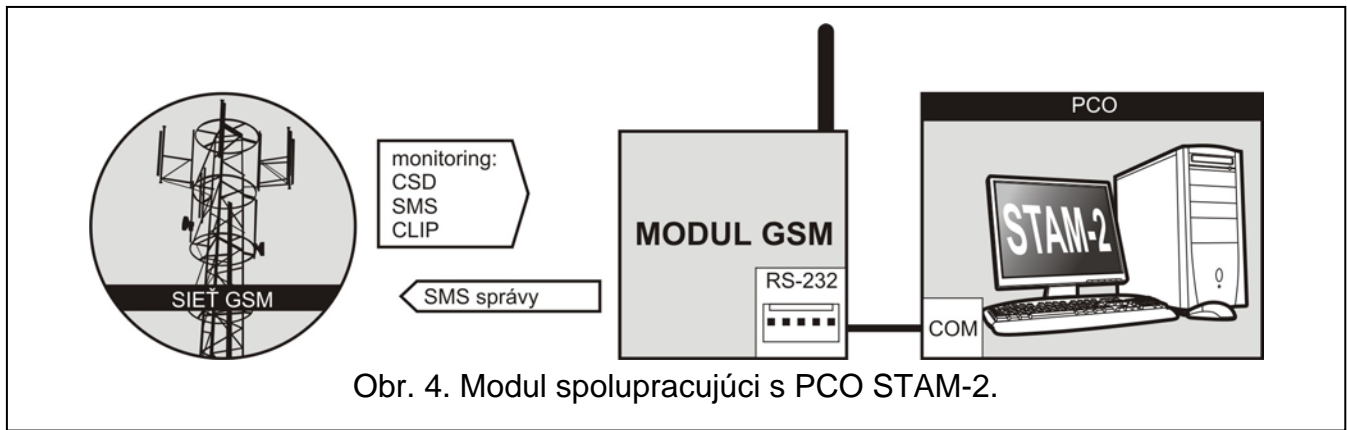 SIEŤ GSM
monitoring:
CSD
SMS
CLIP
SMS správy
MODUL GSM
RS-232
PCO
STAM-2
COM
Obr. 4. Modul spolupracujúci s PCO STAM-2.